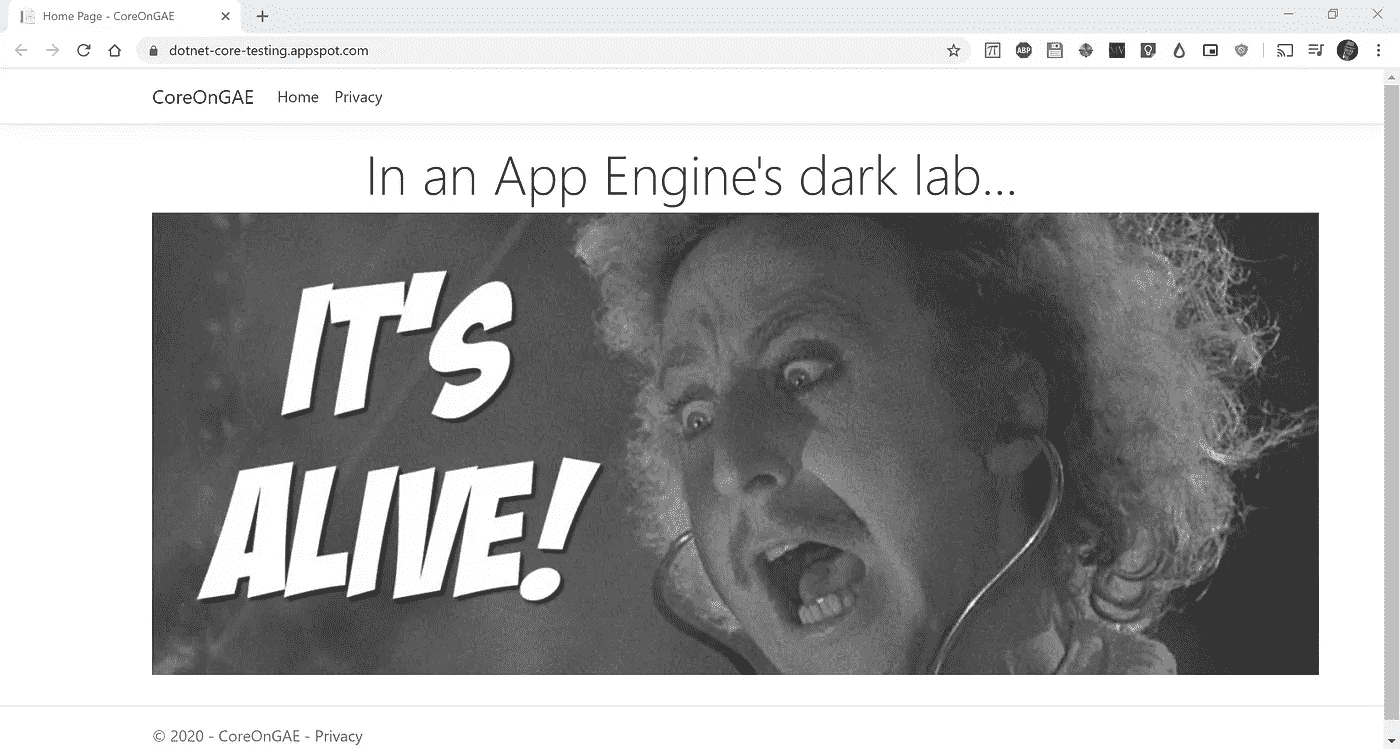 Home Page - CoreOnGAE
dotnet-core-testing.appspot.com
ABP
MV
CoreOnGAE Home Privacy
In an App Engine's dark lab...
IT'S
ALIVE!
© 2020 - CoreOnGAE - Privacy